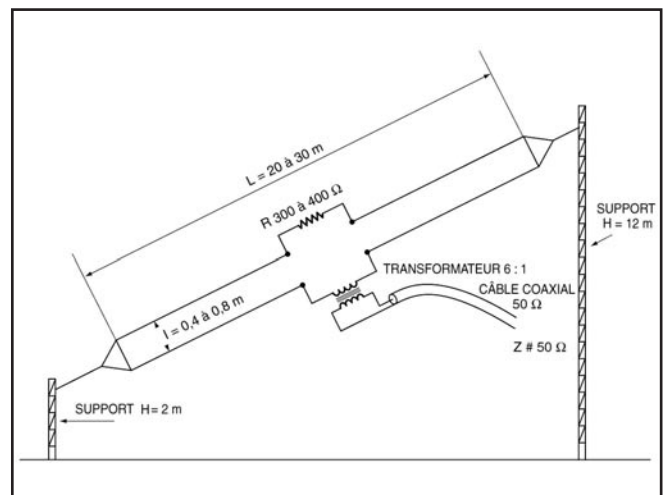 L = 20 à 30 m
R 300 à 400 Ω
SUPPORT
H = 12 m
TRANSFORMATEUR 6 : 1
CÂBLE COAXIAL
50 Ω
l = 0,4 à 0,8 m
Z # 50 Ω
SUPPORT H = 2 m